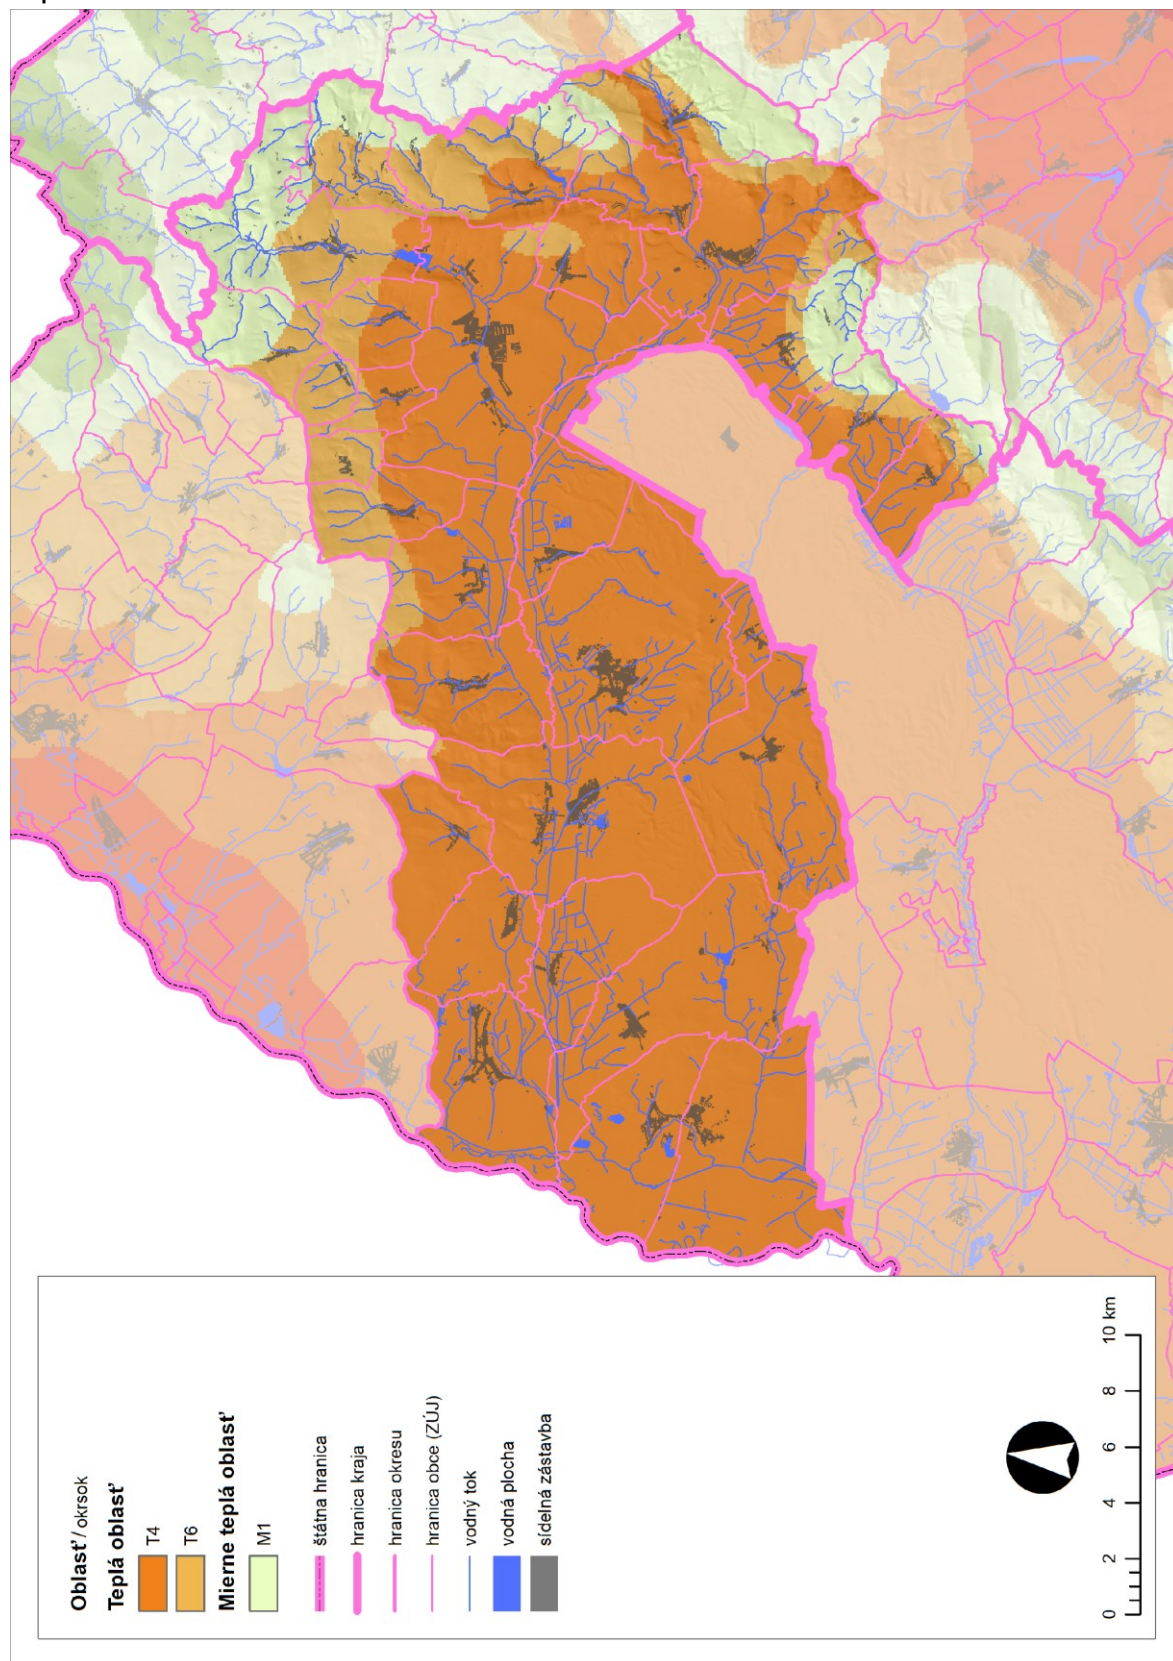 Oblasť / okrsok
Teplá oblasť
T4
T6
Mierne teplá oblasť
M1
štátna hranica
hranica kraja
hranica okresu
hranica obce (ZÚJ)
vodný tok
vodná plocha
sídelná zástavba
0 2 4 6 8 10 km